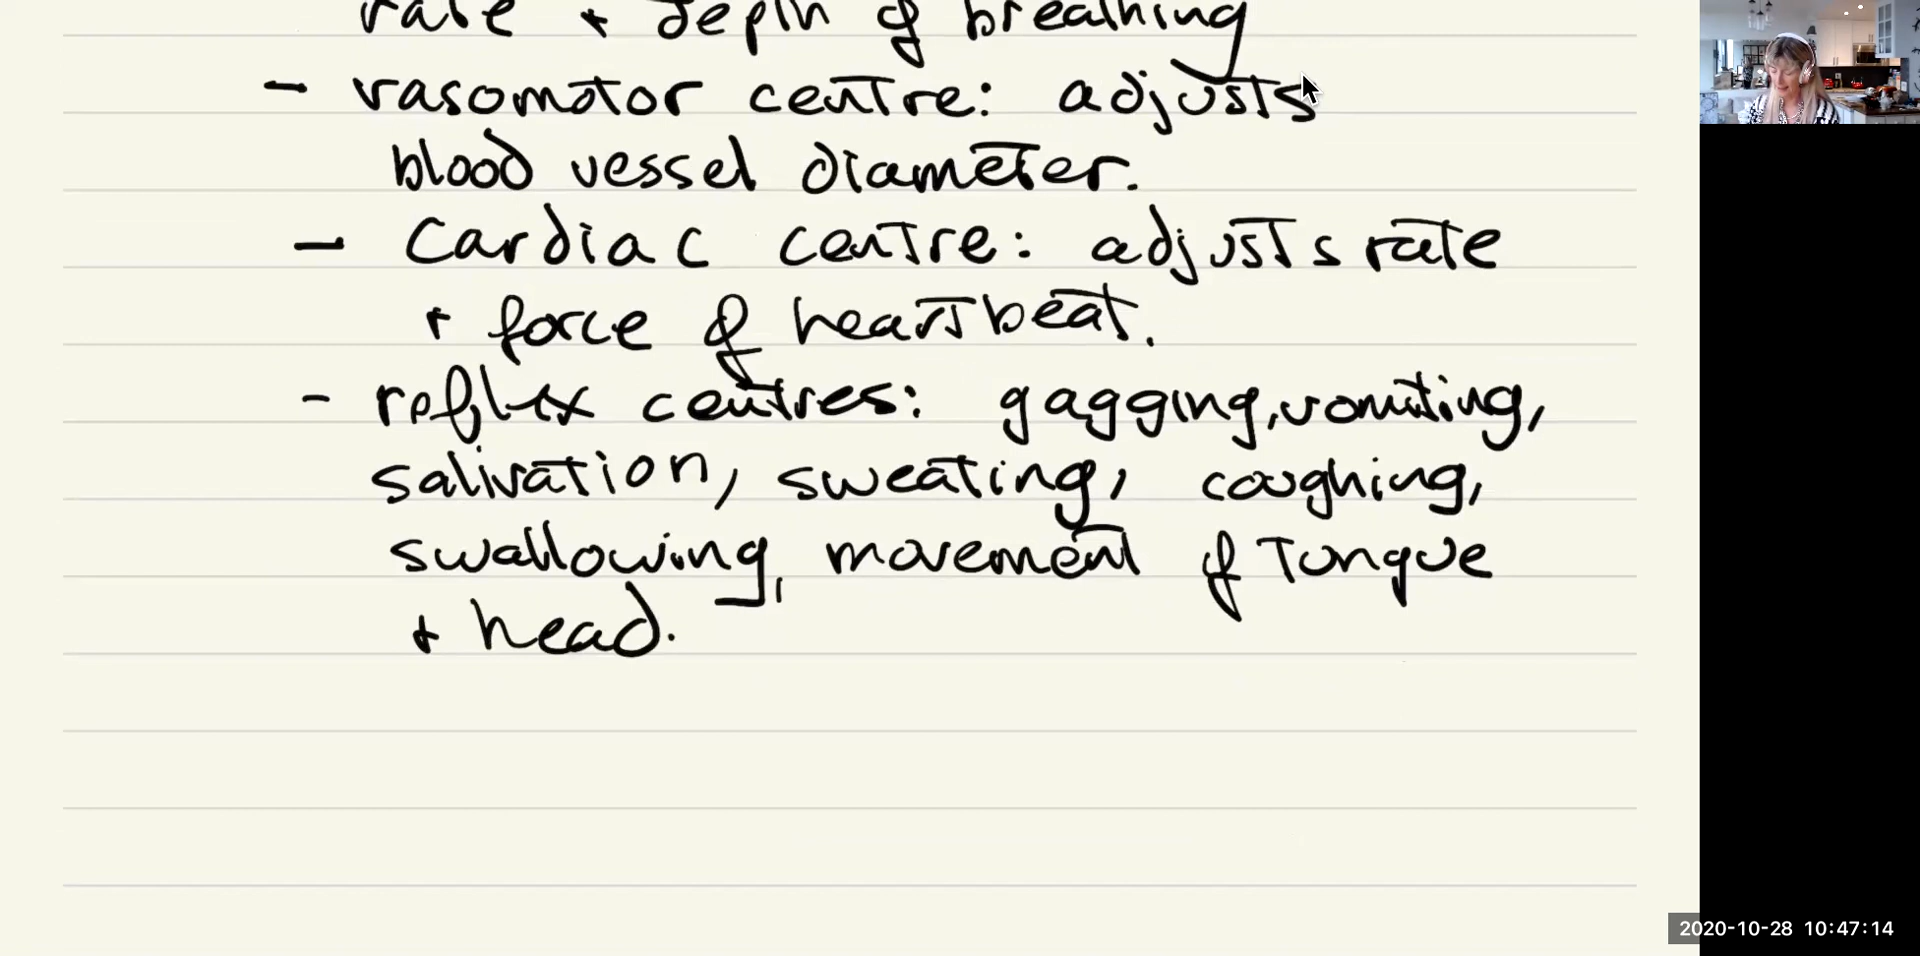 rate + depth of breathing
- vasomotor centre: adjusts
blood vessel diameter.
- Cardiac centre: adjusts rate
+ force of heartbeat.
- reflex centres: gagging, vomiting,
salivation, sweating, coughing,
swallowing, movement of Tongue
+ head.
2020-10-28 10:47:14